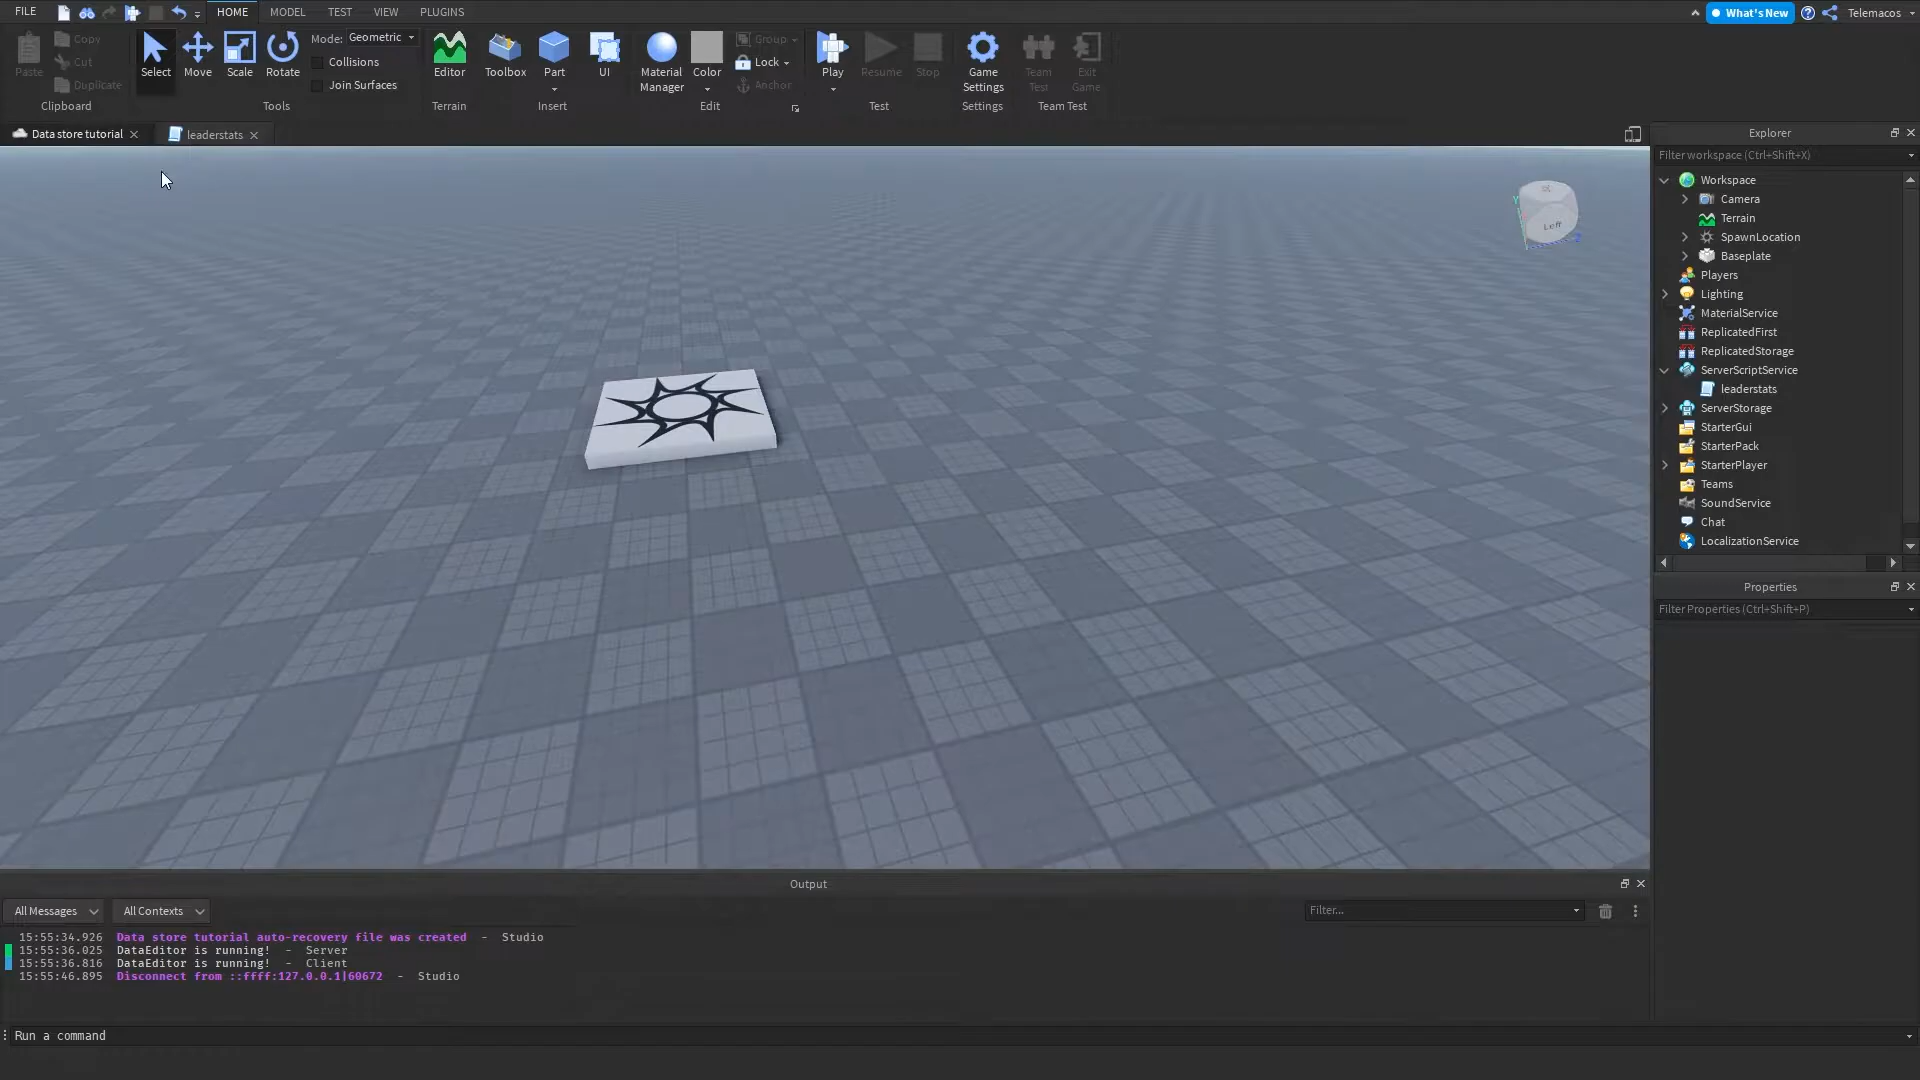 FILE HOME MODEL TEST VIEW PLUGINS What's New Telemacos
Paste Copy Cut Duplicate Clipboard
Select Move Scale Rotate Mode: Geometric Collisions Join Surfaces Tools
Editor Terrain
Toolbox Part UI Insert
Material Manager Color Group Lock Anchor Edit
Play Resume Stop Test
Game Settings Settings
Team Test Exit Game Team Test
Data store tutorial leaderstats
Left
Y
Z
Explorer
Filter workspace (Ctrl+Shift+X)
Workspace
Camera
Terrain
SpawnLocation
Baseplate
Players
Lighting
MaterialService
ReplicatedFirst
ReplicatedStorage
ServerScriptService
leaderstats
ServerStorage
StarterGui
StarterPack
StarterPlayer
Teams
SoundService
Chat
LocalizationService
Properties
Filter Properties (Ctrl+Shift+P)
Output
All Messages All Contexts Filter...
15:55:34.926 Data store tutorial auto-recovery file was created - Studio
15:55:36.025 DataEditor is running! - Server
15:55:36.816 DataEditor is running! - Client
15:55:46.895 Disconnect from ::ffff:127.0.0.1|60672 - Studio
Run a command